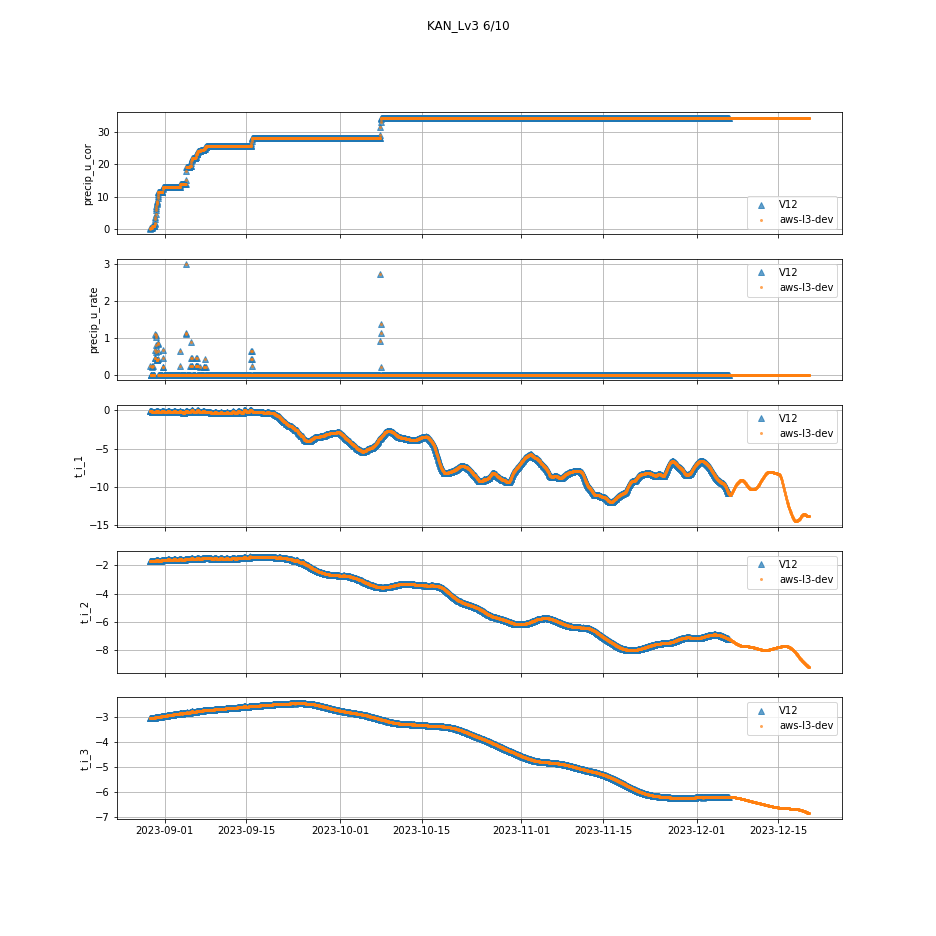 KAN_Lv3 6/10
precip_u_cor
30
20
10
0
V12
aws-l3-dev
precip_u_rate
3
2
1
0
V12
aws-l3-dev
t_i_1
0
−5
−10
−15
V12
aws-l3-dev
t_i_2
−2
−4
−6
−8
V12
aws-l3-dev
t_i_3
−3
−4
−5
−6
−7
V12
aws-l3-dev
2023-09-01 2023-09-15 2023-10-01 2023-10-15 2023-11-01 2023-11-15 2023-12-01 2023-12-15